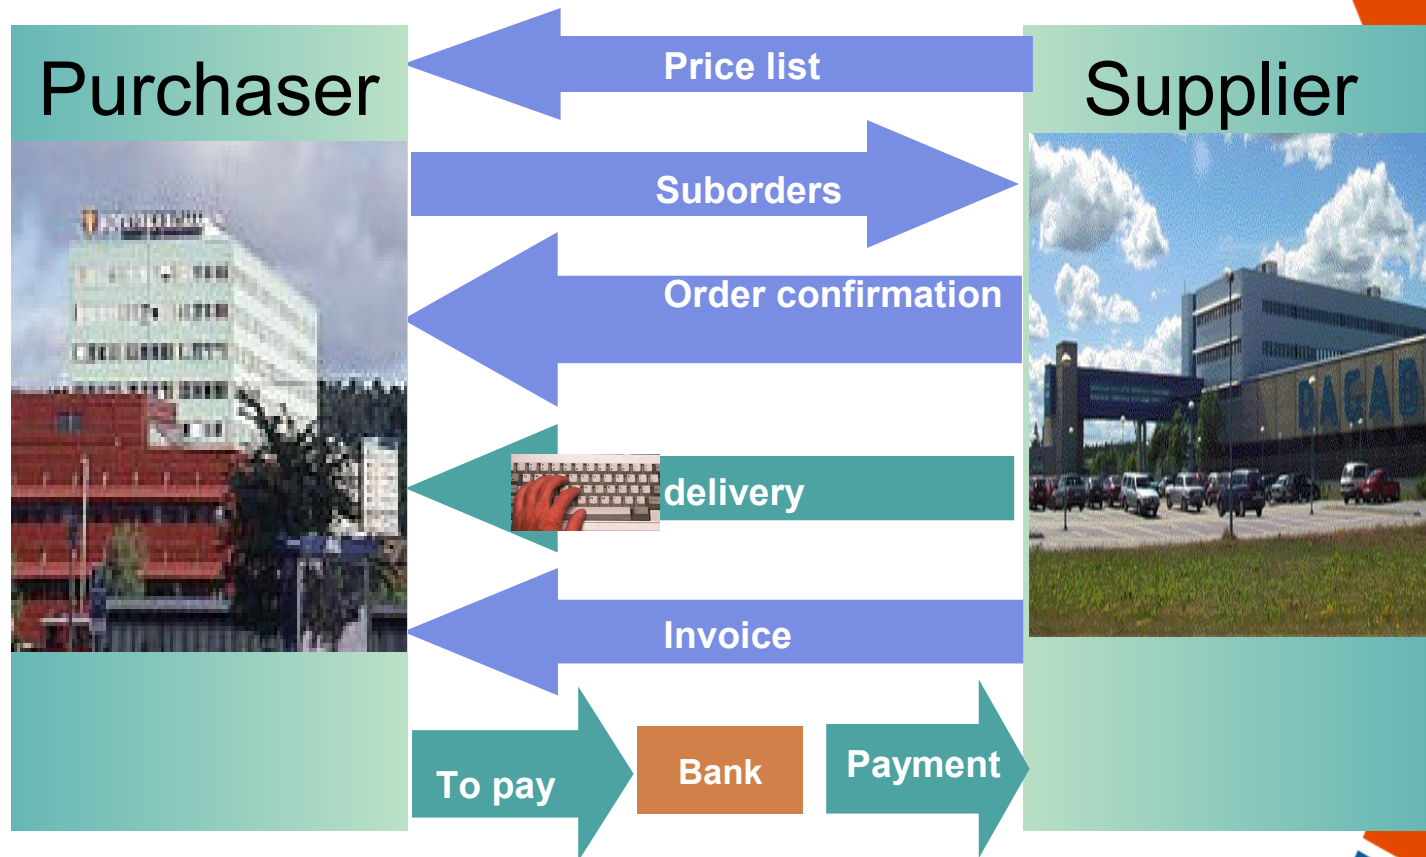 Purchaser
Price list
Supplier
Suborders
Order confirmation
DAGAB
delivery
Invoice
To pay
Bank
Payment